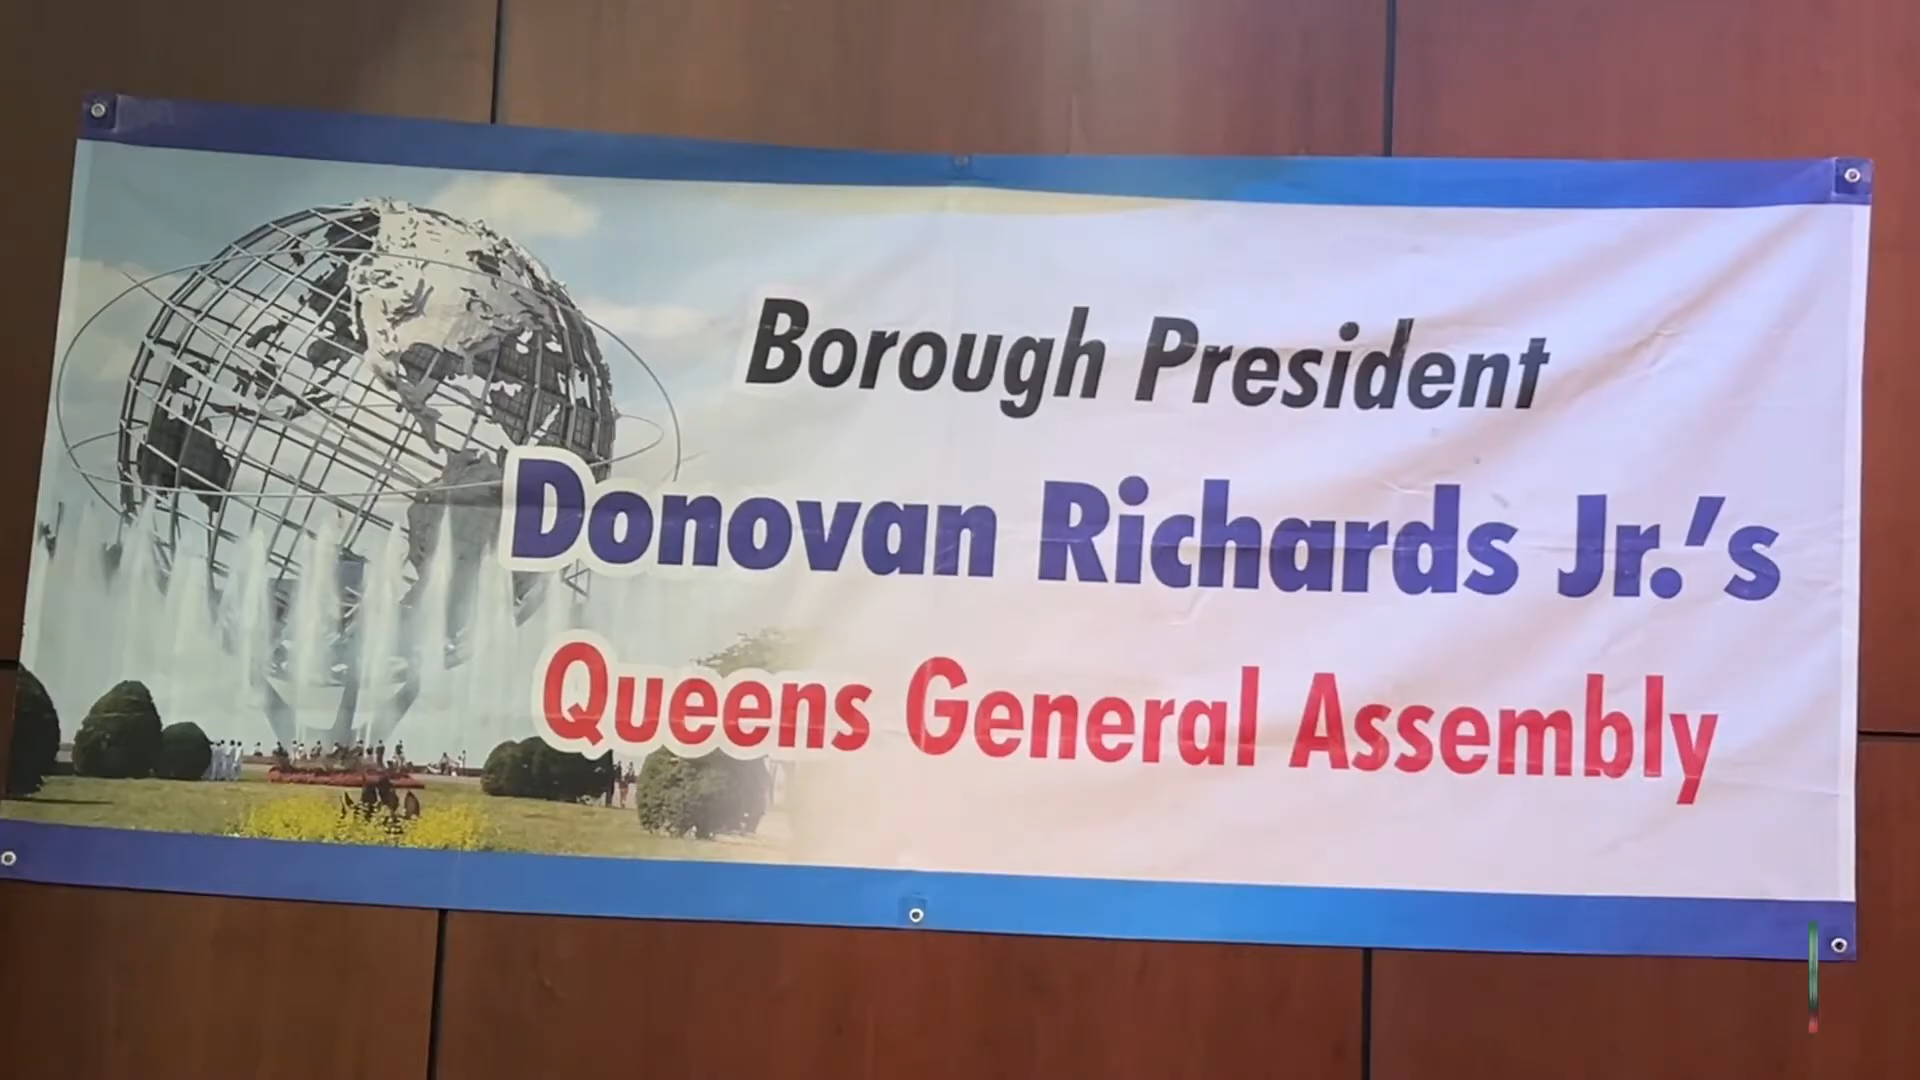 Borough President
Donovan Richards Jr.'s
Queens General Assembly